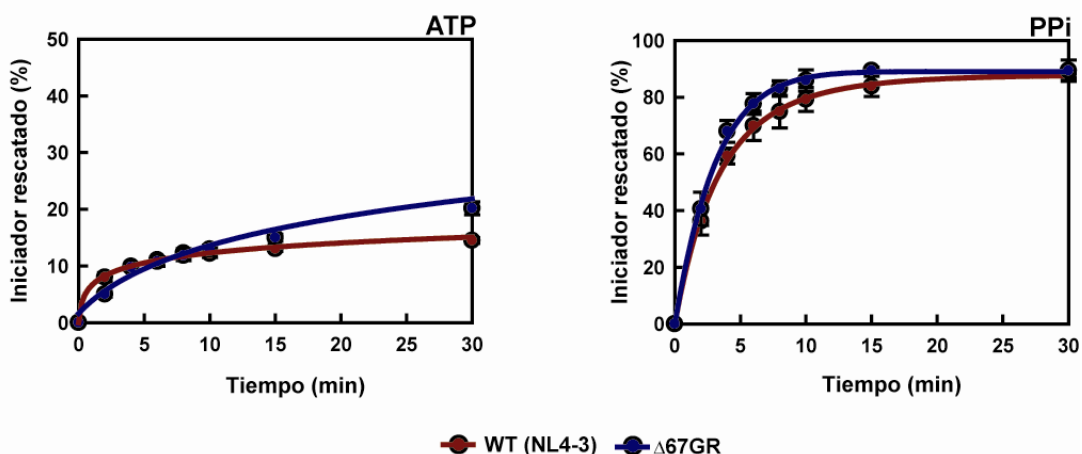 ATP
50
40
30
20
10
0
Iniciador rescatado (%)
0 5 10 15 20 25 30
Tiempo (min)
PPi
100
80
60
40
20
0
Iniciador rescatado (%)
0 5 10 15 20 25 30
Tiempo (min)
WT (NL4-3) Δ67GR